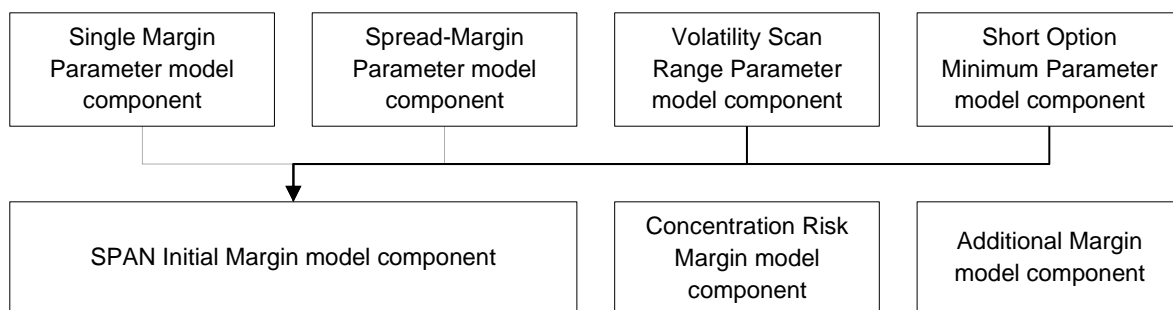 Single Margin
Parameter model
component
Spread-Margin
Parameter model
component
Volatility Scan
Range Parameter
model component
Short Option
Minimum Parameter
model component
SPAN Initial Margin model component
Concentration Risk
Margin model
component
Additional Margin
model component